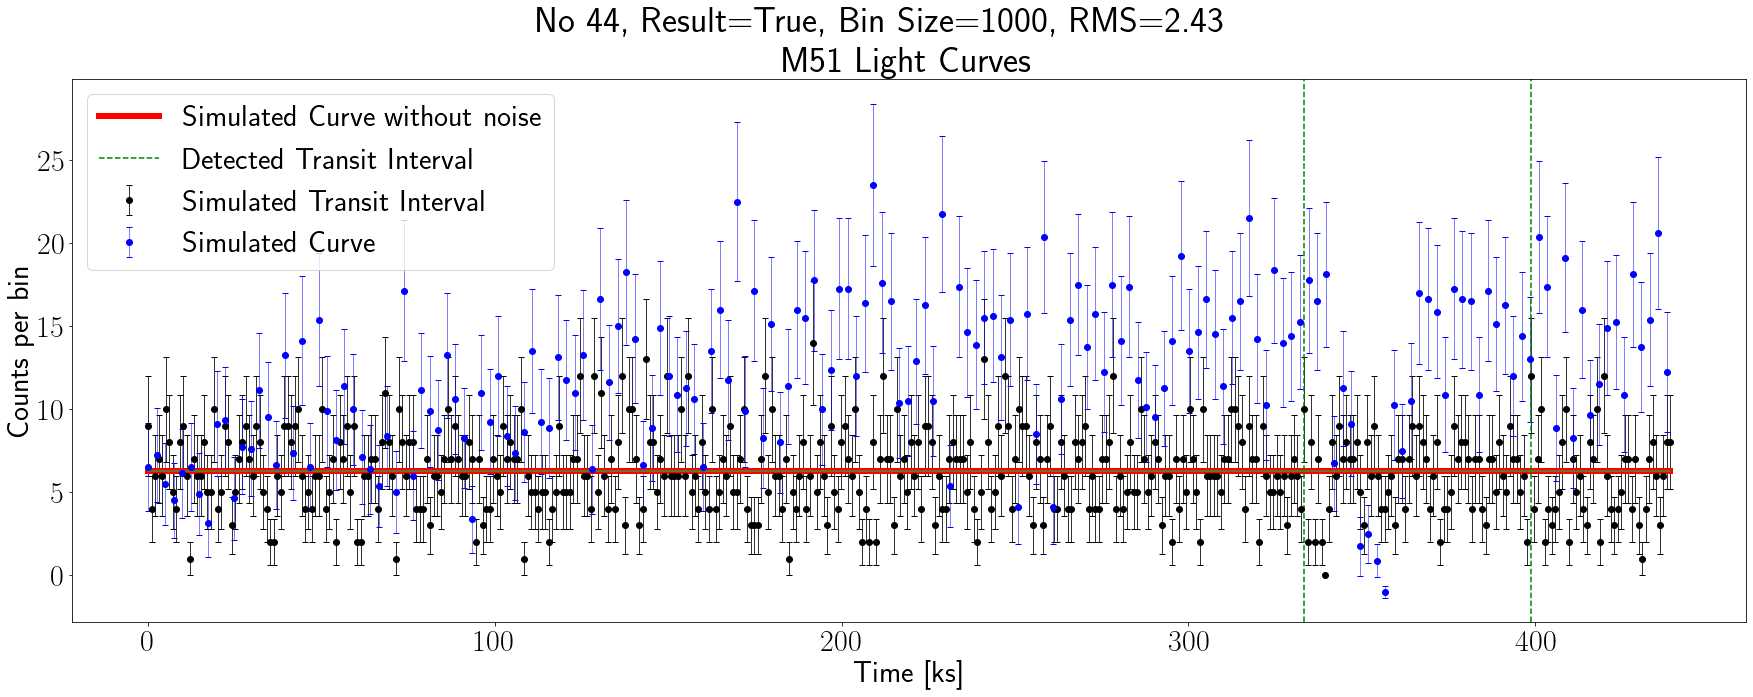 No 44, Result=True, Bin Size=1000, RMS=2.43
M51 Light Curves
Simulated Curve without noise
Detected Transit Interval
Simulated Transit Interval
Simulated Curve
Counts per bin
25
20
15
10
5
0
0 100 200 300 400
Time [ks]